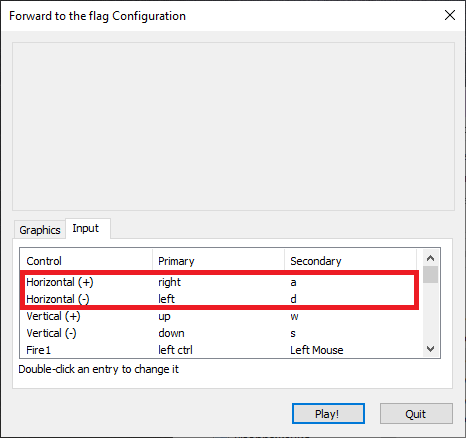 Forward to the flag Configuration
Graphics Input
Control Primary Secondary
Horizontal (+) right a
Horizontal (-) left d
Vertical (+) up w
Vertical (-) down s
Fire1 left ctrl Left Mouse
Double-click an entry to change it
Play! Quit